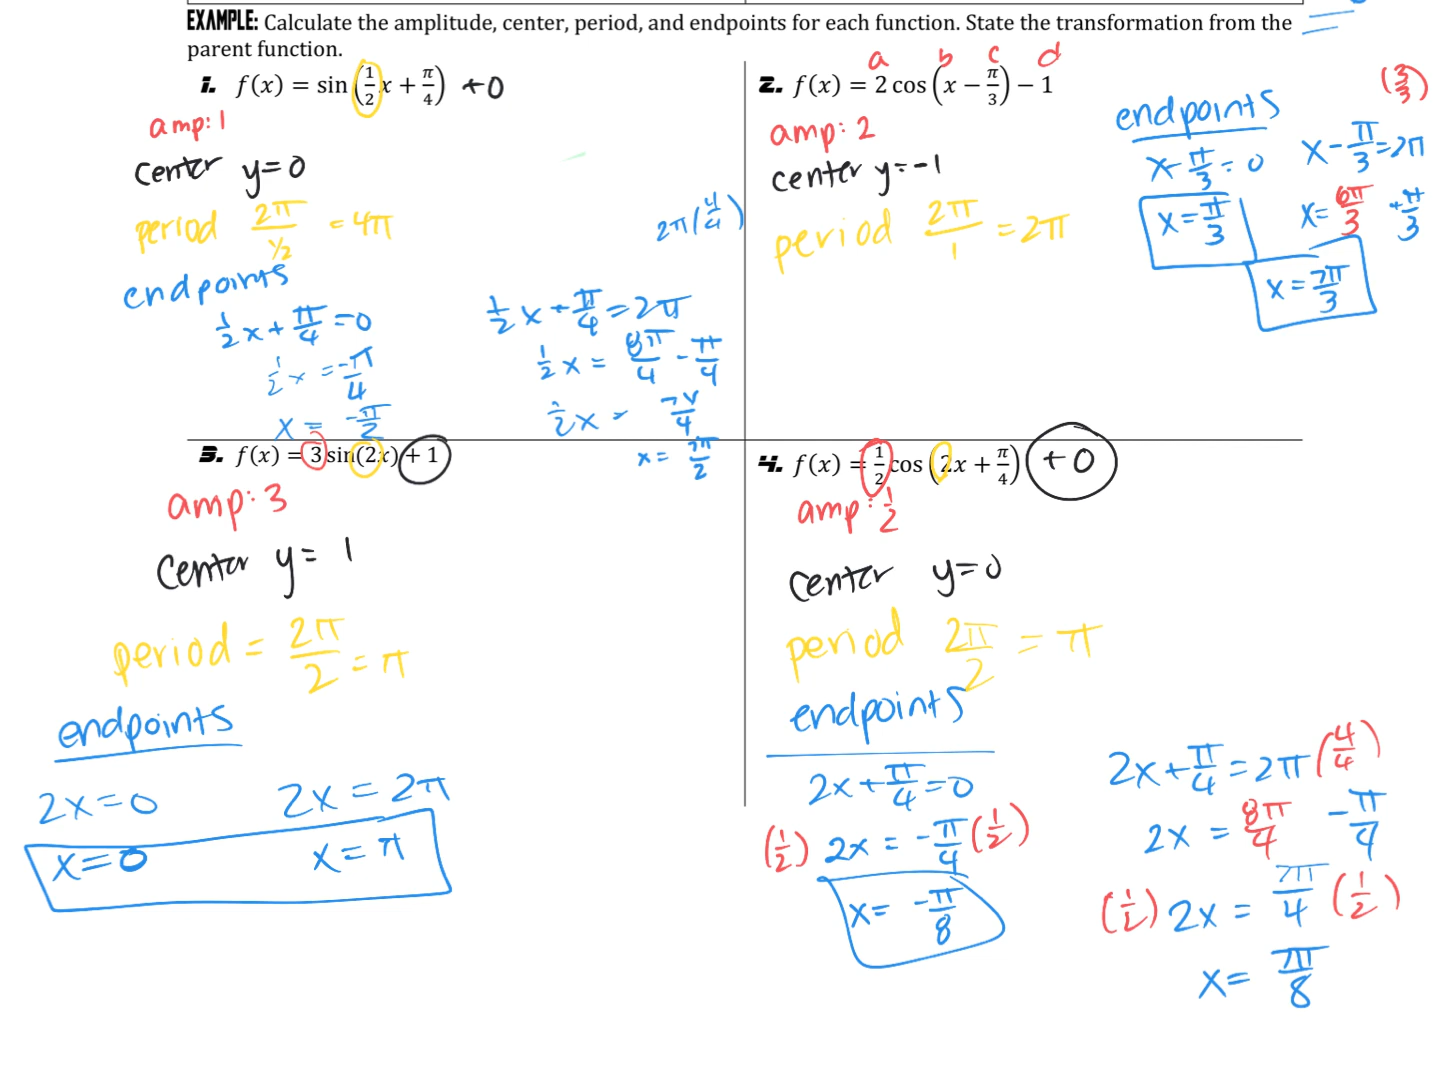 EXAMPLE: Calculate the amplitude, center, period, and endpoints for each function. State the transformation from the
parent function.
1. f(x) = sin(1/2 x + π/4) +0
amp: 1
center y=0
period 2π / ½ = 4π
endpoints
½x + π/4 = 0
½x = -π/4
x = -π/2
2π(4/4)
½x + π/4 = 2π
½x = 8π/4 - π/4
½x = 7π/4
x = 7π/2
a b c d
2. f(x) = 2 cos(x − π/3) − 1
amp: 2
center y=-1
period 2π/1 = 2π
endpoints
x - π/3 = 0
x = π/3
(3/3)
x - π/3 = 2π
x = 6π/3 + π/3
x = 7π/3
3. f(x) = 3 sin(2x) + 1
amp: 3
center y = 1
period = 2π/2 = π
endpoints
2x = 0
x = 0
2x = 2π
x = π
4. f(x) = 1/2 cos(2x + π/4) +0
amp: ½
center y=0
period 2π/2 = π
endpoints
2x + π/4 = 0
(½) 2x = -π/4 (½)
x = -π/8
2x + π/4 = 2π (4/4)
2x = 8π/4 - π/4
(½) 2x = 7π/4 (½)
x = 7π/8